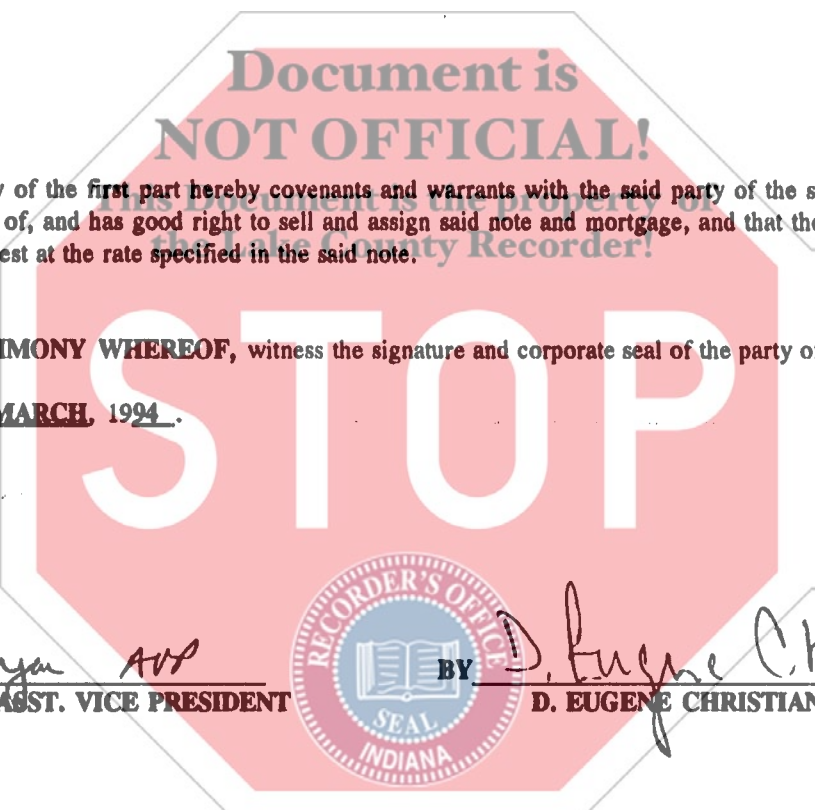 Document is
NOT OFFICIAL!
y of the first part hereby covenants and warrants with the said party of the s
This Document is the property of
of, and has good right to sell and assign said note and mortgage, and that the
the Lake County Recorder!
est at the rate specified in the said note.
STOP
IMONY WHEREOF, witness the signature and corporate seal of the party of
MARCH, 1994.
RECORDER'S OFFICE
SEAL
INDIANA
AVP
BY D. Eugene
ASST. VICE PRESIDENT
D. EUGENE CHRISTIAN